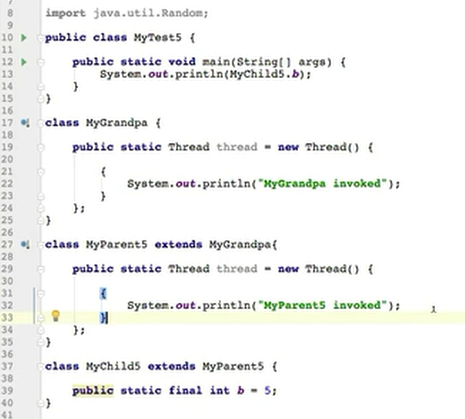 8 import java.util.Random;
9
10 public class MyTest5 {
11
12 public static void main(String[] args) {
13 System.out.println(MyChild5.b);
14 }
15 }
16
17 class MyGrandpa {
18
19 public static Thread thread = new Thread() {
20
21 {
22 System.out.println("MyGrandpa invoked");
23 }
24 };
25 }
26
27 class MyParent5 extends MyGrandpa{
28
29 public static Thread thread = new Thread() {
30
31 {
32 System.out.println("MyParent5 invoked");
33 }
34 };
35 }
36
37 class MyChild5 extends MyParent5 {
38
39 public static final int b = 5;
40 }
41